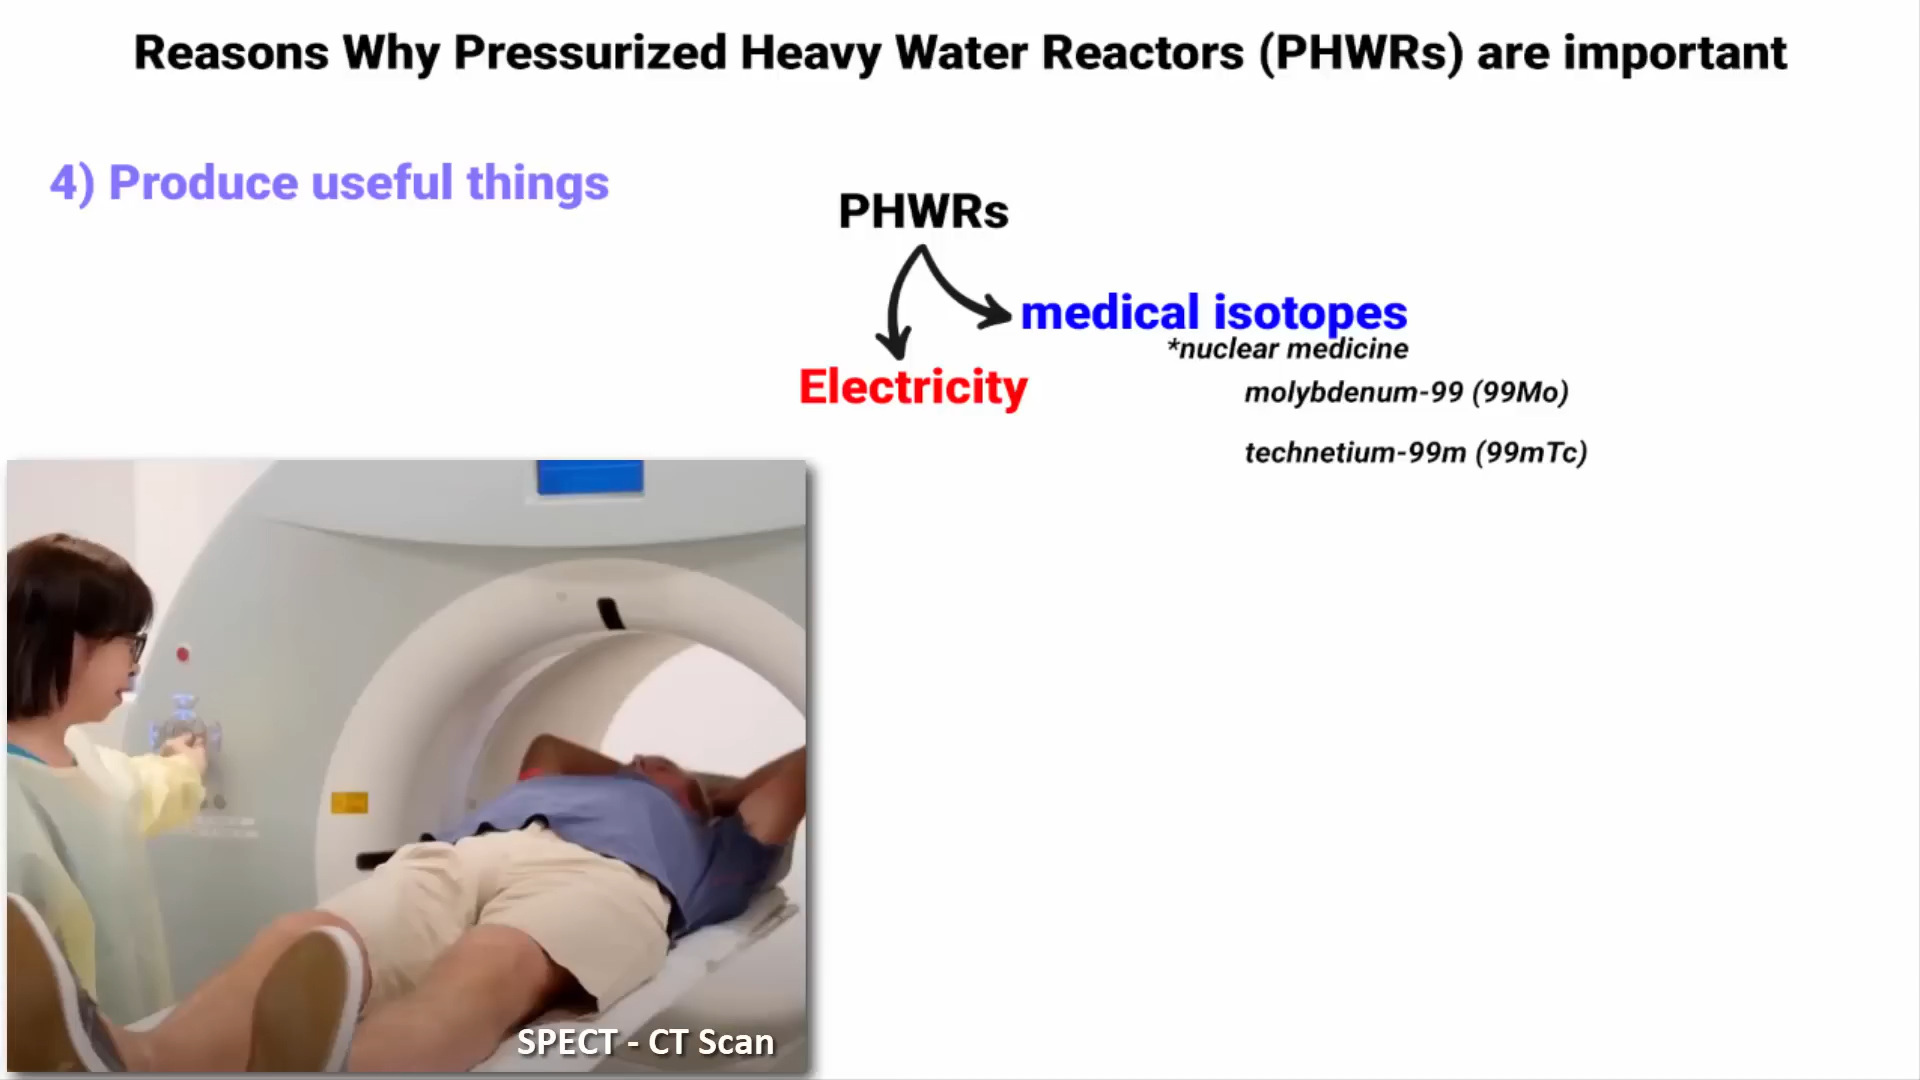 Reasons Why Pressurized Heavy Water Reactors (PHWRs) are important
4) Produce useful things
PHWRs
medical isotopes
*nuclear medicine
Electricity
molybdenum-99 (99Mo)
technetium-99m (99mTc)
SPECT - CT Scan